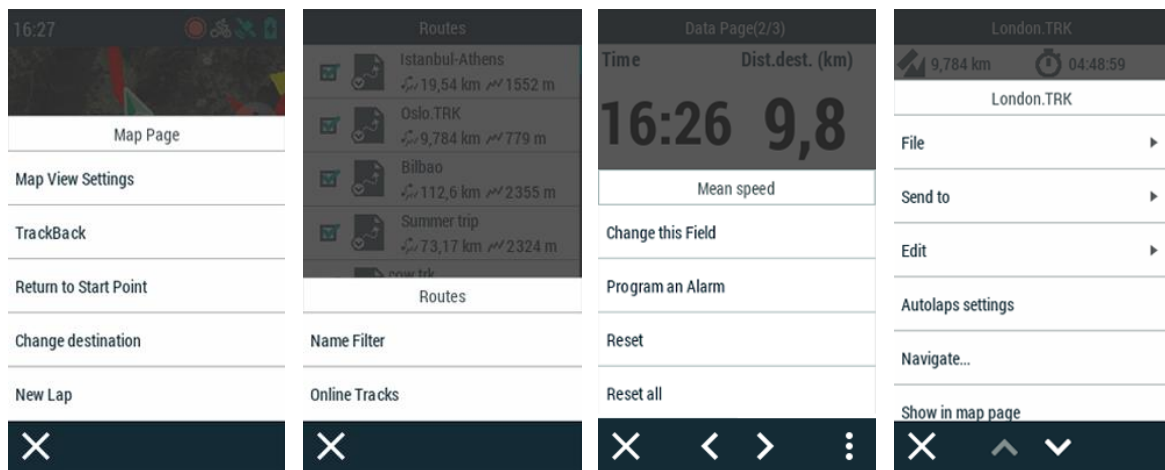 16:27
Map Page
Map View Settings
TrackBack
Return to Start Point
Change destination
New Lap
Routes
Istanbul-Athens
19,54 km 1552 m
Oslo.TRK
9,784 km 779 m
Bilbao
112,6 km 2355 m
Summer trip
73,17 km 2324 m
cow.trk
Routes
Name Filter
Online Tracks
Data Page(2/3)
Time Dist.dest. (km)
16:26 9,8
Mean speed
Change this Field
Program an Alarm
Reset
Reset all
London.TRK
9,784 km 04:48:59
London.TRK
File
Send to
Edit
Autolaps settings
Navigate...
Show in map page